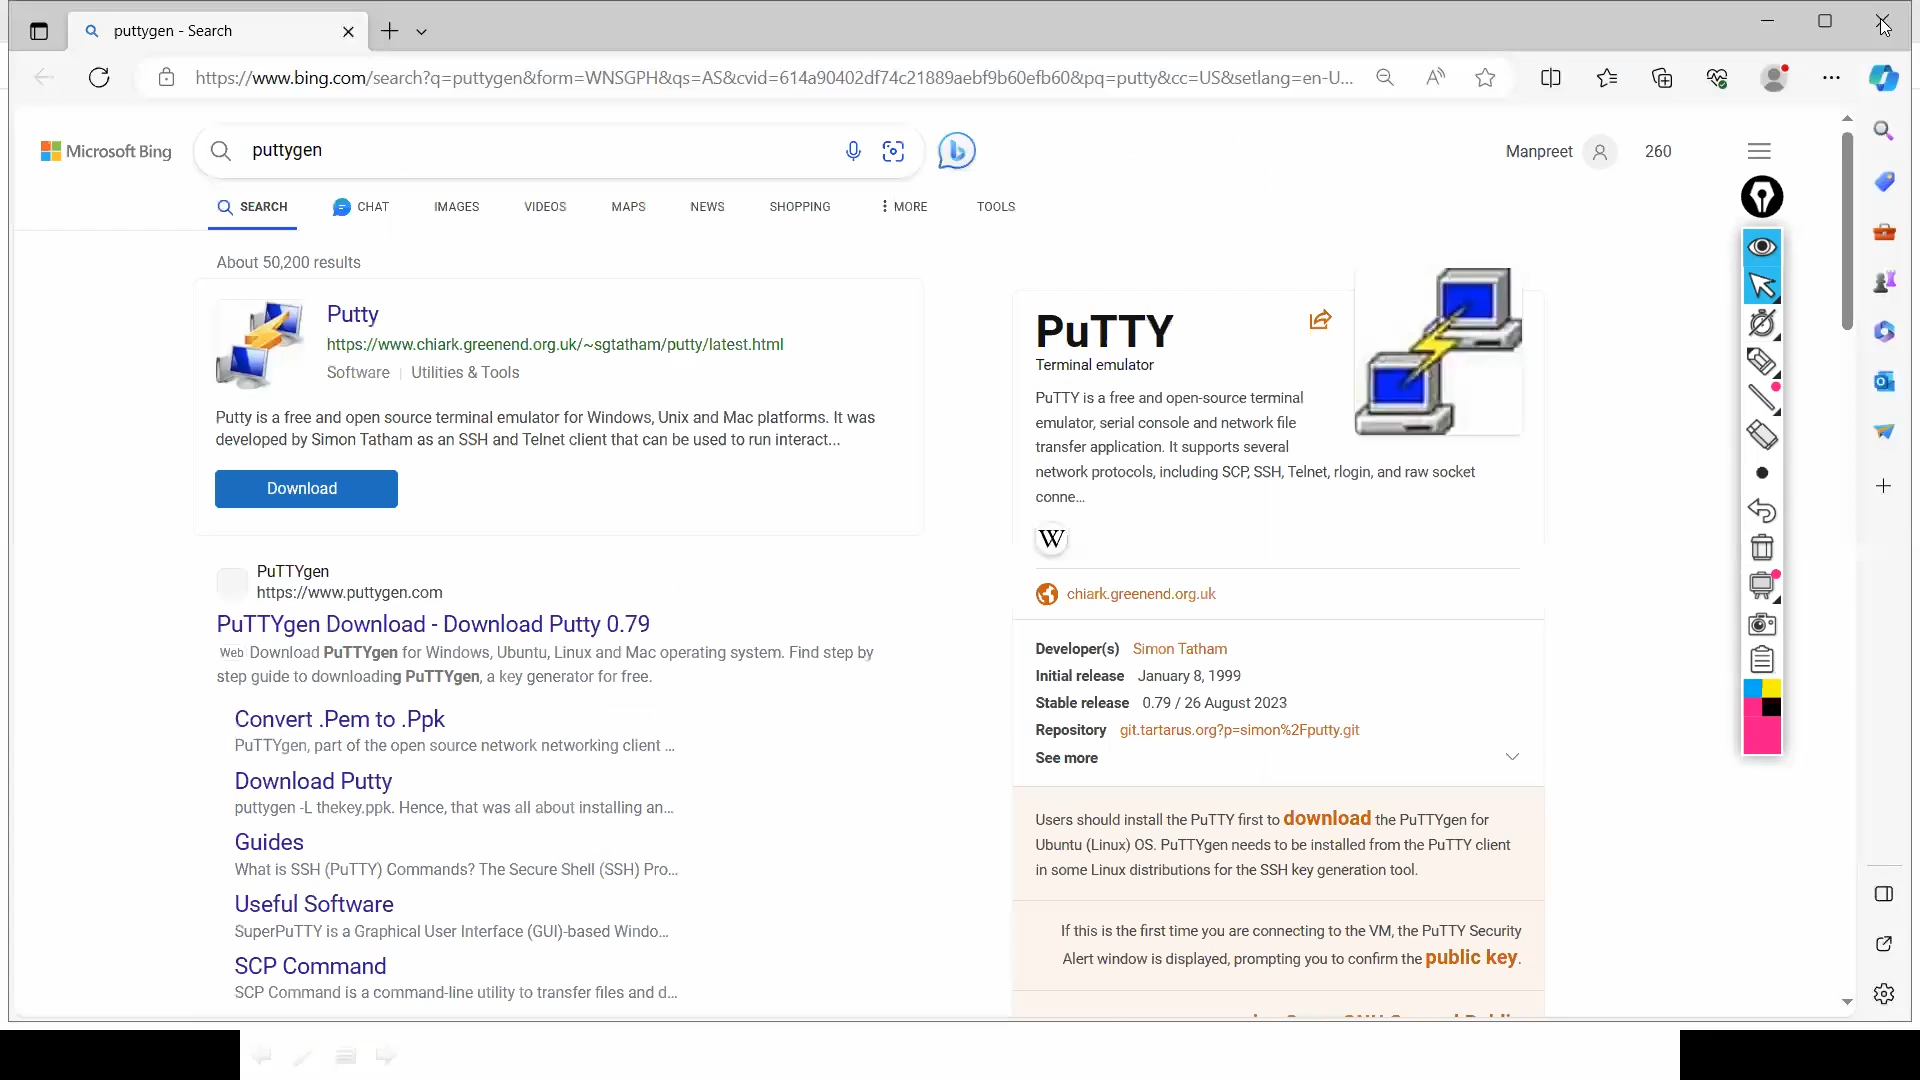 puttygen - Search
https://www.bing.com/search?q=puttygen&form=WNSGPH&qs=AS&cvid=614a90402df74c21889aebf9b60efb60&pq=putty&cc=US&setlang=en-U...
Microsoft Bing
puttygen
Manpreet
260
SEARCH
CHAT
IMAGES
VIDEOS
MAPS
NEWS
SHOPPING
MORE
TOOLS
About 50,200 results
Putty
https://www.chiark.greenend.org.uk/~sgtatham/putty/latest.html
Software | Utilities & Tools
Putty is a free and open source terminal emulator for Windows, Unix and Mac platforms. It was
developed by Simon Tatham as an SSH and Telnet client that can be used to run interact...
Download
PuTTYgen
https://www.puttygen.com
PuTTYgen Download - Download Putty 0.79
Web Download PuTTYgen for Windows, Ubuntu, Linux and Mac operating system. Find step by
step guide to downloading PuTTYgen, a key generator for free.
Convert .Pem to .Ppk
PuTTYgen, part of the open source network networking client ...
Download Putty
puttygen -L thekey.ppk. Hence, that was all about installing an...
Guides
What is SSH (PuTTY) Commands? The Secure Shell (SSH) Pro...
Useful Software
SuperPuTTY is a Graphical User Interface (GUI)-based Windo...
SCP Command
SCP Command is a command-line utility to transfer files and d...
PuTTY
Terminal emulator
PuTTY is a free and open-source terminal
emulator, serial console and network file
transfer application. It supports several
network protocols, including SCP, SSH, Telnet, rlogin, and raw socket
conne...
W
chiark.greenend.org.uk
Developer(s) Simon Tatham
Initial release January 8, 1999
Stable release 0.79 / 26 August 2023
Repository git.tartarus.org?p=simon%2Fputty.git
See more
Users should install the PuTTY first to download the PuTTYgen for
Ubuntu (Linux) OS. PuTTYgen needs to be installed from the PuTTY client
in some Linux distributions for the SSH key generation tool.
If this is the first time you are connecting to the VM, the PuTTY Security
Alert window is displayed, prompting you to confirm the public key.